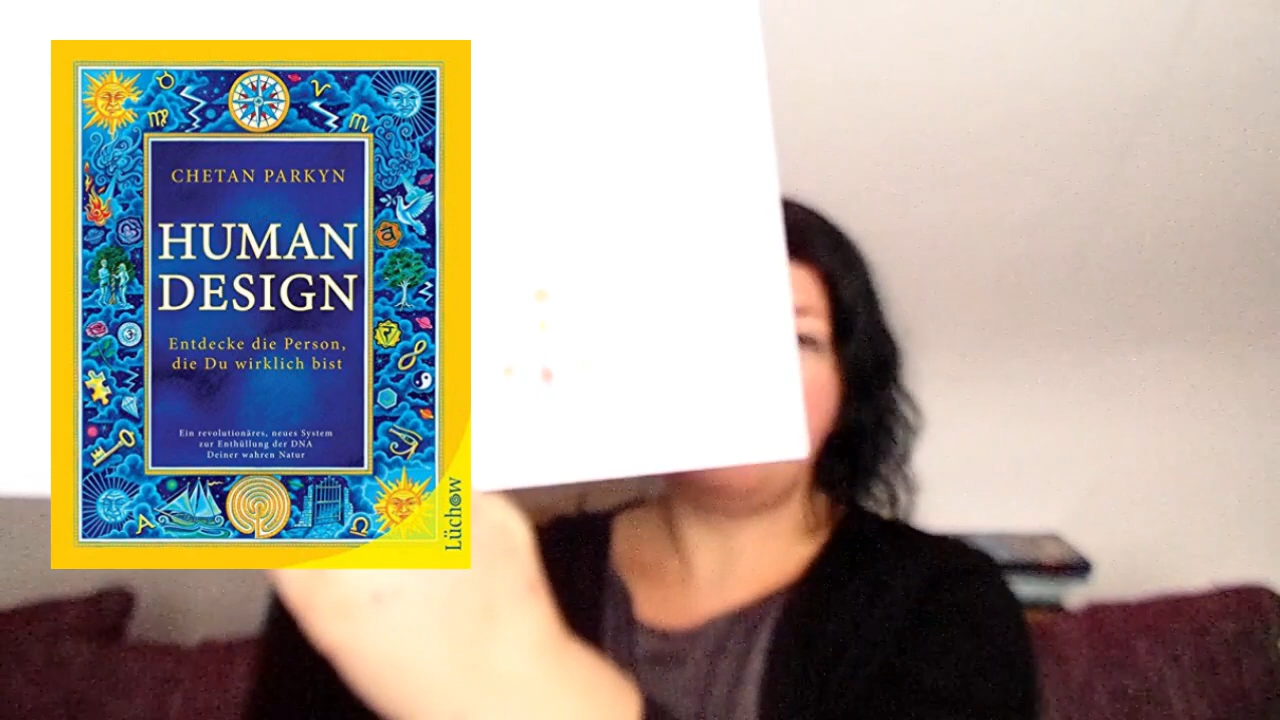 CHETAN PARKYN
HUMAN
DESIGN
Entdecke die Person,
die Du wirklich bist
Ein revolutionäres, neues System
zur Enthüllung der DNA
Deiner wahren Natur
Lüchow